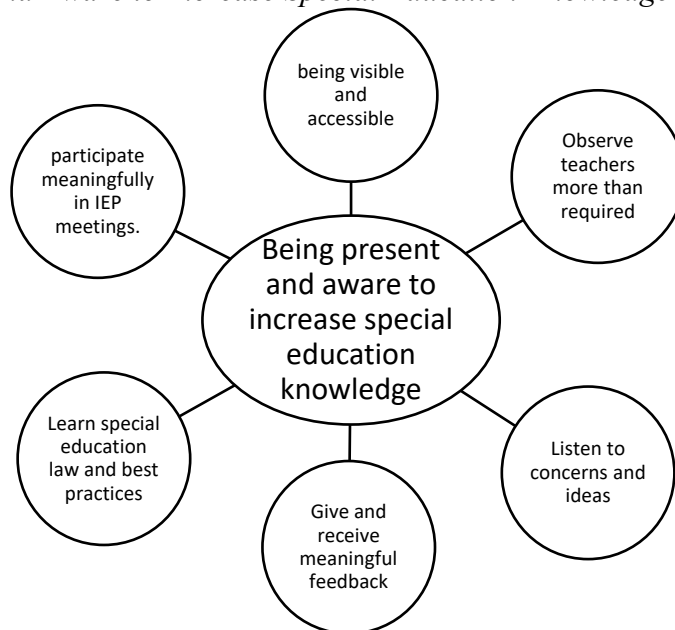 being visible
and
accessible
Observe
teachers
more than
required
participate
meaningfully
in IEP
meetings.
Being present
and aware to
increase special
education
knowledge
Learn special
education
law and best
practices
Listen to
concerns and
ideas
Give and
receive
meaningful
feedback